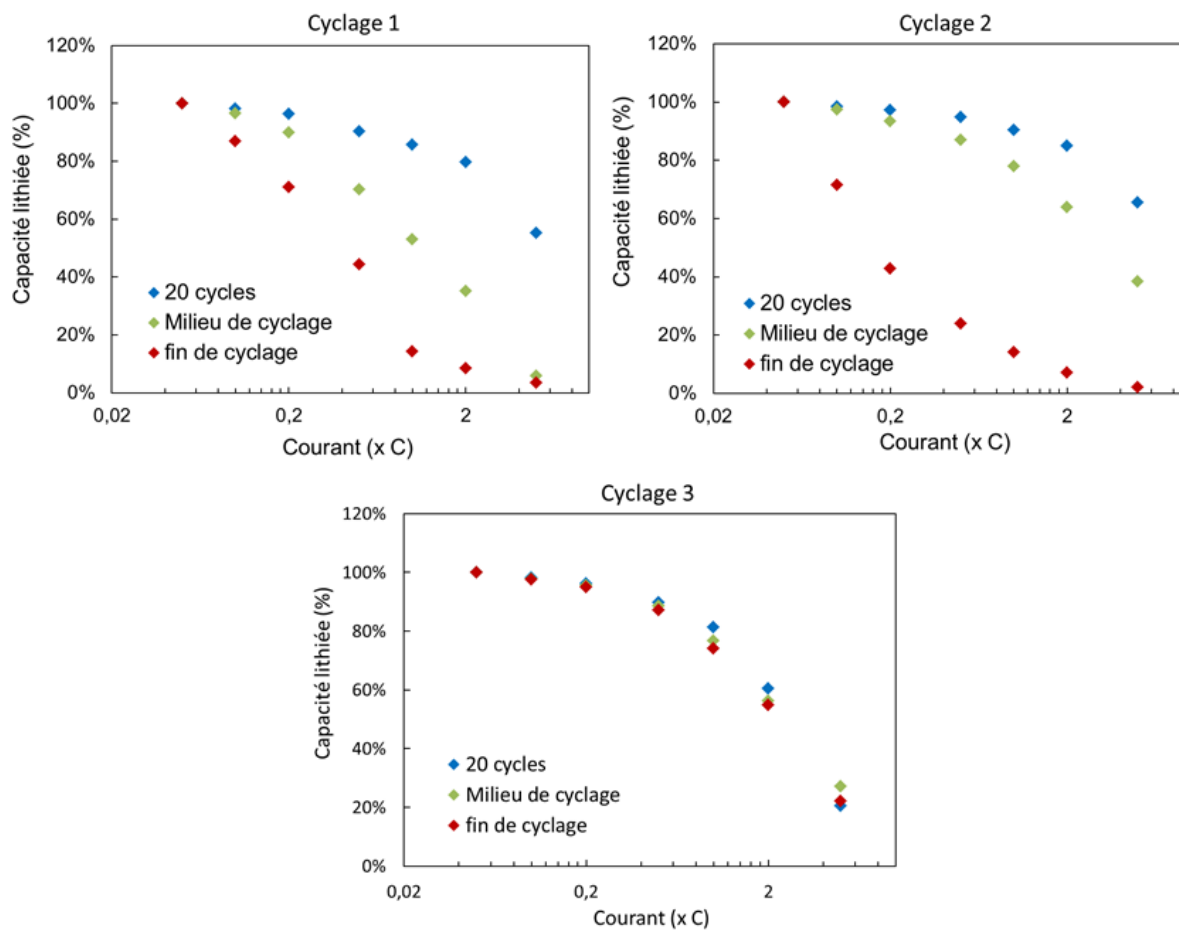 Cyclage 1
120%
100%
80%
60%
40%
20%
0%
Capacité lithiée (%)
20 cycles
Milieu de cyclage
fin de cyclage
0,02
0,2
2
Courant (x C)
Cyclage 2
120%
100%
80%
60%
40%
20%
0%
Capacité lithiée (%)
20 cycles
Milieu de cyclage
fin de cyclage
0,02
0,2
2
Courant (x C)
Cyclage 3
120%
100%
80%
60%
40%
20%
0%
Capacité lithiée (%)
20 cycles
Milieu de cyclage
fin de cyclage
0,02
0,2
2
Courant (x C)